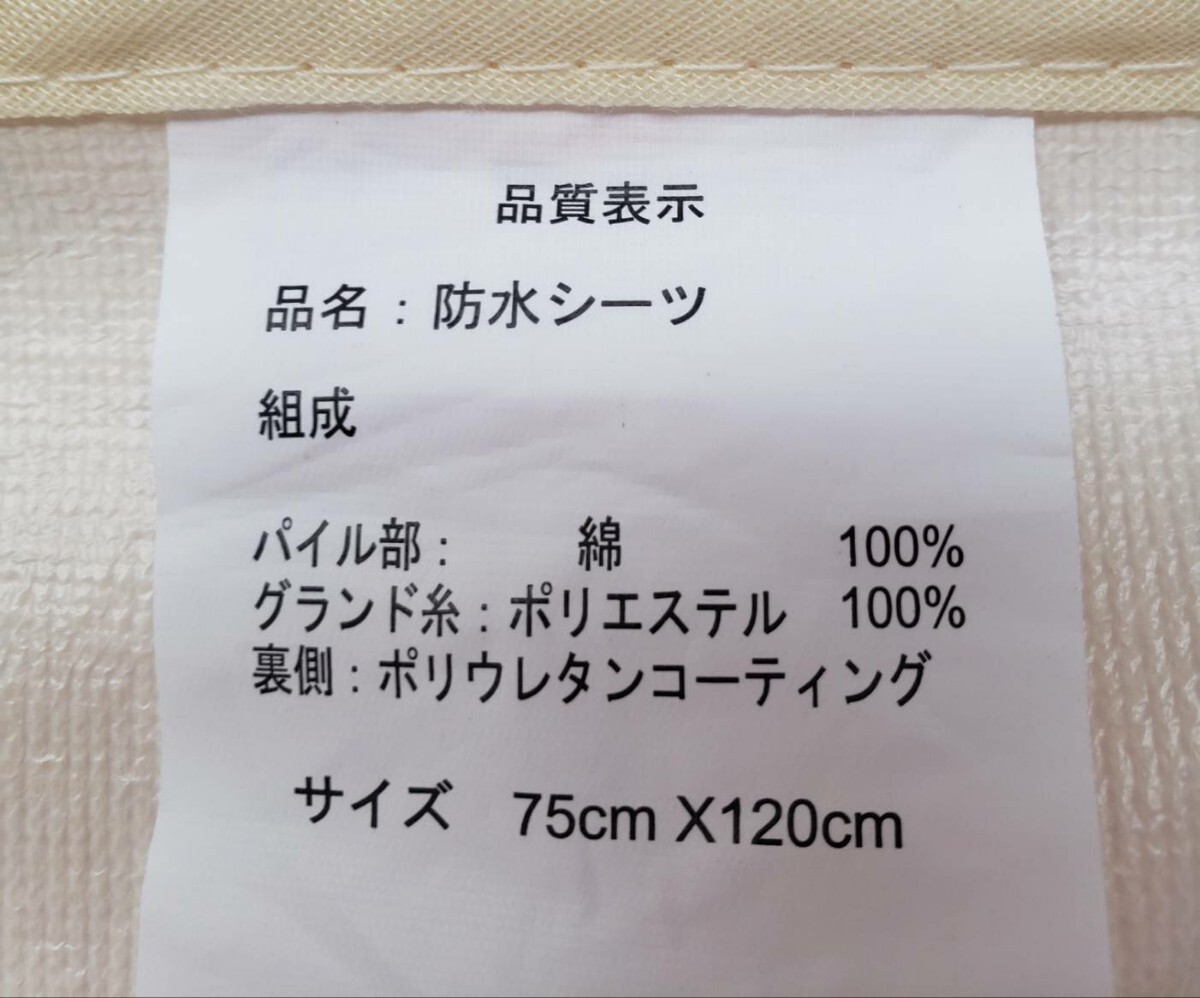 品質表示
品名：防水シーツ
組成
パイル部： 綿 100%
グランド糸：ポリエステル 100%
裏側：ポリウレタンコーティング
サイズ 75cm X120cm